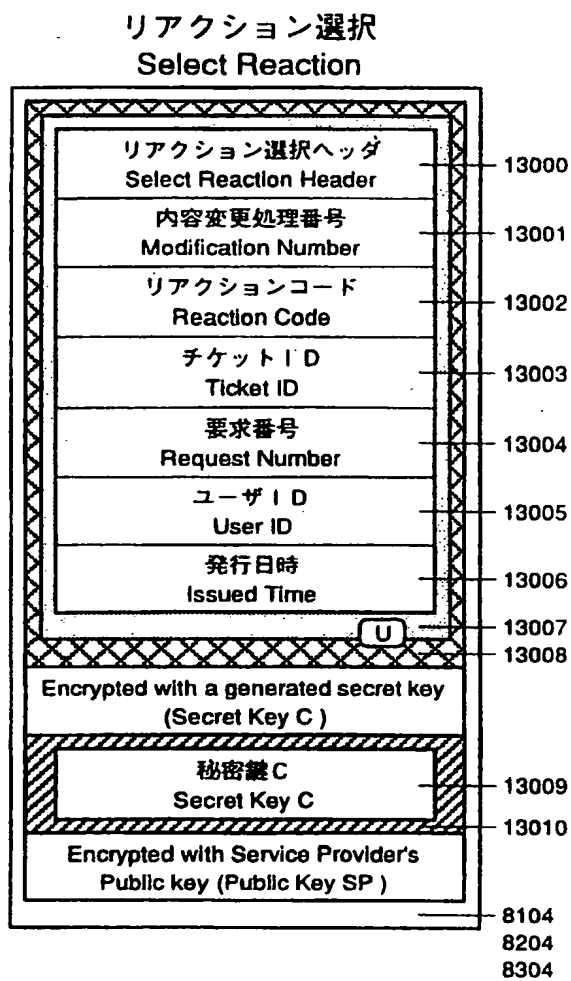 リアクション選択
Select Reaction
リアクション選択ヘッダ
Select Reaction Header
13000
内容変更処理番号
Modification Number
13001
リアクションコード
Reaction Code
13002
チケットID
Ticket ID
13003
要求番号
Request Number
13004
ユーザID
User ID
13005
発行日時
Issued Time
13006
U
13007
13008
Encrypted with a generated secret key
(Secret Key C )
秘密鍵C
Secret Key C
13009
13010
Encrypted with Service Provider's
Public key (Public Key SP )
8104
8204
8304